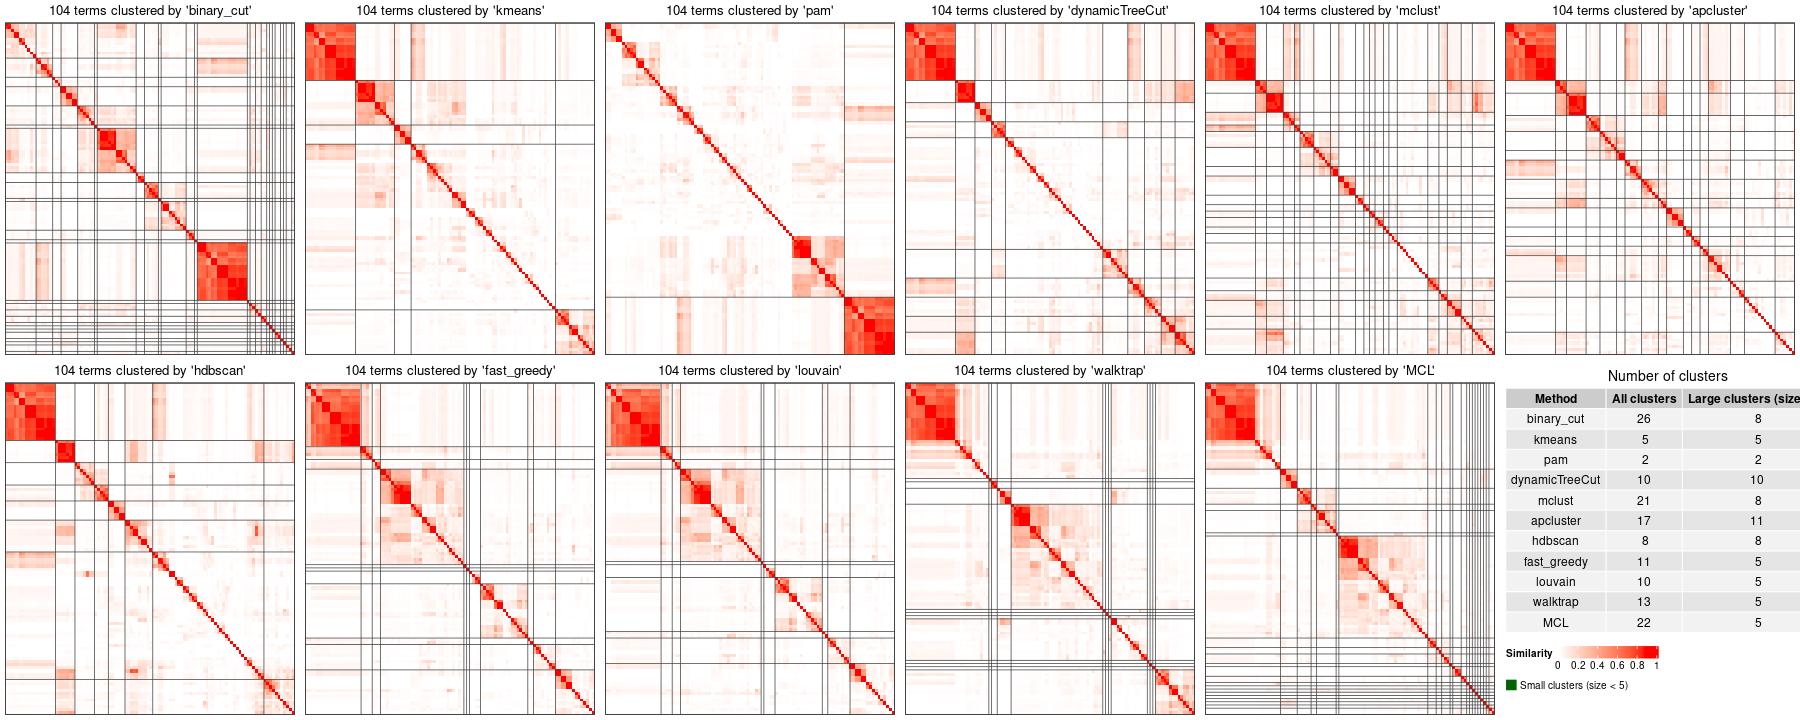 104 terms clustered by 'binary_cut'
104 terms clustered by 'kmeans'
104 terms clustered by 'pam'
104 terms clustered by 'dynamicTreeCut'
104 terms clustered by 'mclust'
104 terms clustered by 'apcluster'
104 terms clustered by 'hdbscan'
104 terms clustered by 'fast_greedy'
104 terms clustered by 'louvain'
104 terms clustered by 'walktrap'
104 terms clustered by 'MCL'
Number of clusters
Method All clusters Large clusters (size
binary_cut 26 8
kmeans 5 5
pam 2 2
dynamicTreeCut 10 10
mclust 21 8
apcluster 17 11
hdbscan 8 8
fast_greedy 11 5
louvain 10 5
walktrap 13 5
MCL 22 5
Similarity
0 0.2 0.4 0.6 0.8 1
Small clusters (size < 5)